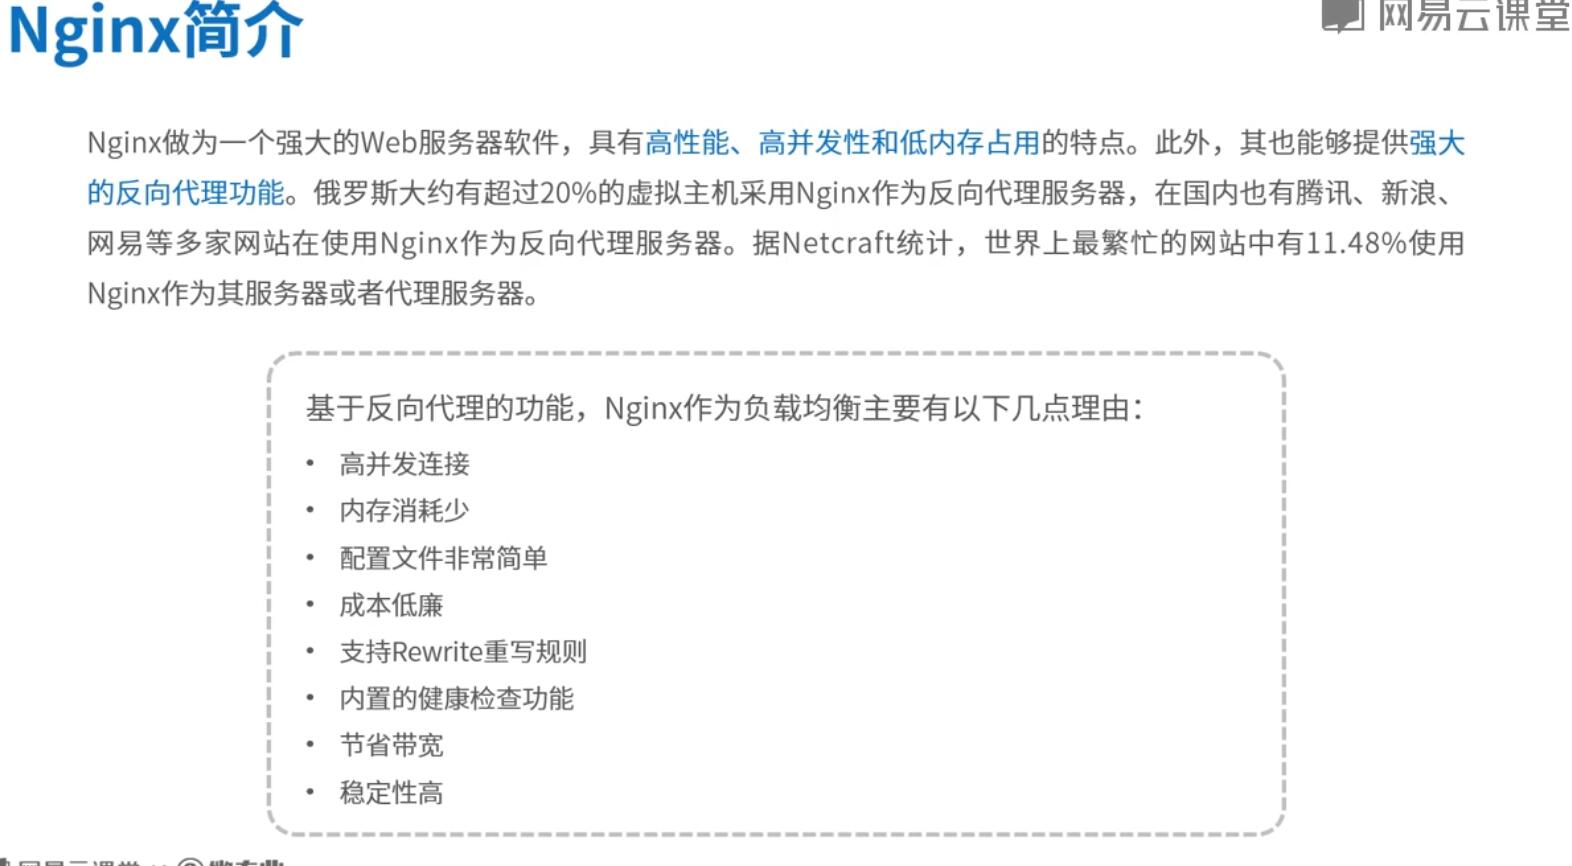 Nginx简介
网易云课堂
Nginx做为一个强大的Web服务器软件，具有高性能、高并发性和低内存占用的特点。此外，其也能够提供强大
的反向代理功能。俄罗斯大约有超过20%的虚拟主机采用Nginx作为反向代理服务器，在国内也有腾讯、新浪、
网易等多家网站在使用Nginx作为反向代理服务器。据Netcraft统计，世界上最繁忙的网站中有11.48%使用
Nginx作为其服务器或者代理服务器。
基于反向代理的功能，Nginx作为负载均衡主要有以下几点理由：
• 高并发连接
• 内存消耗少
• 配置文件非常简单
• 成本低廉
• 支持Rewrite重写规则
• 内置的健康检查功能
• 节省带宽
• 稳定性高